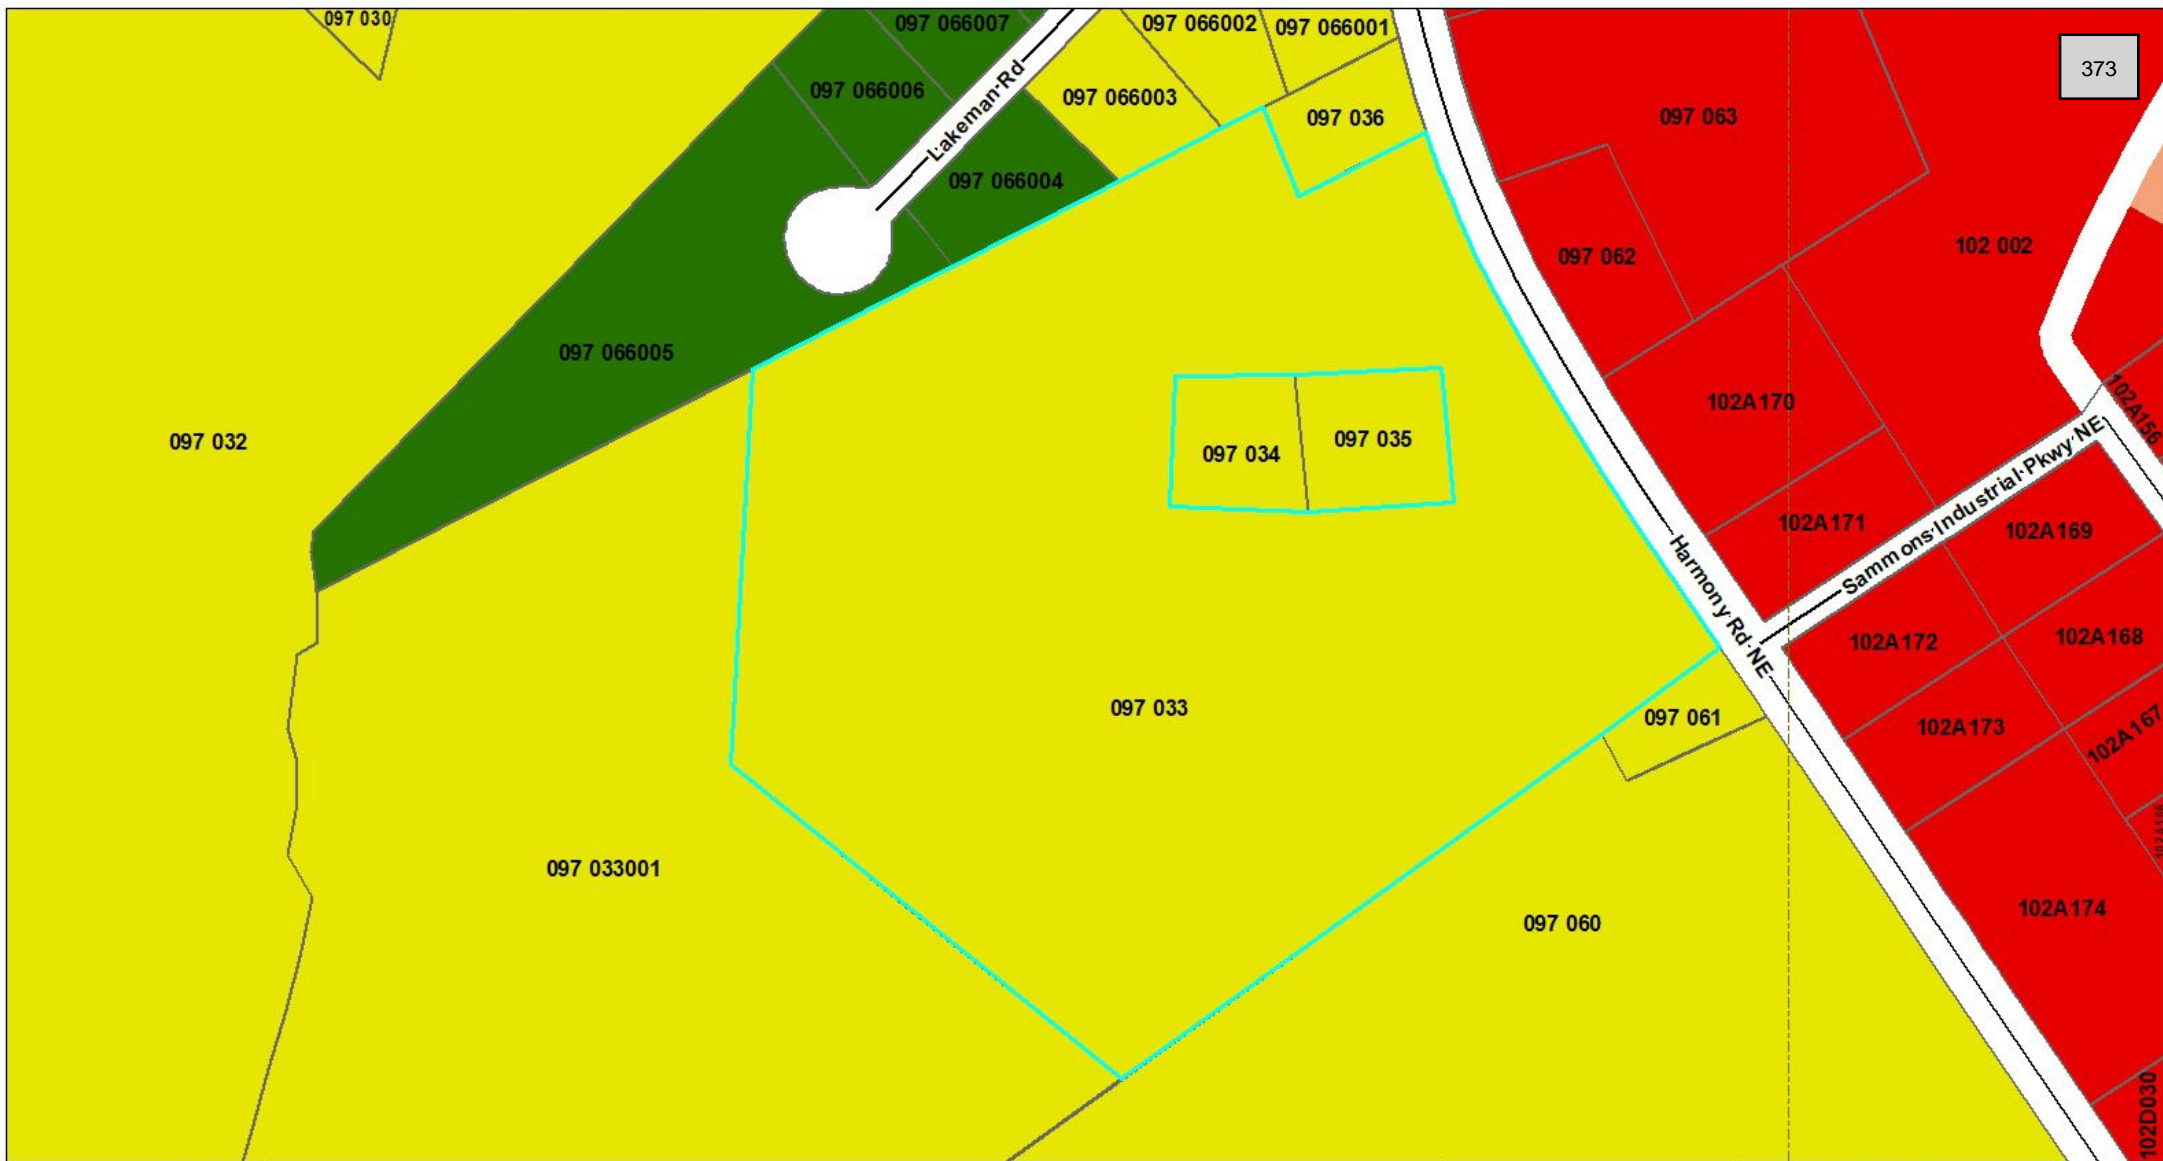 097 030
097 066007
097 066002
097 066001
373
097 066006
097 066003
097 036
097 063
Lakeman Rd
097 066004
097 062
102 002
097 066005
102A170
102A156
097 032
097 034
097 035
Sammons Industrial Pkwy NE
102A171
102A169
Harmony Rd NE
102A172
102A168
097 033
097 061
102A173
102A167
097 033001
097 060
102A174
102D030